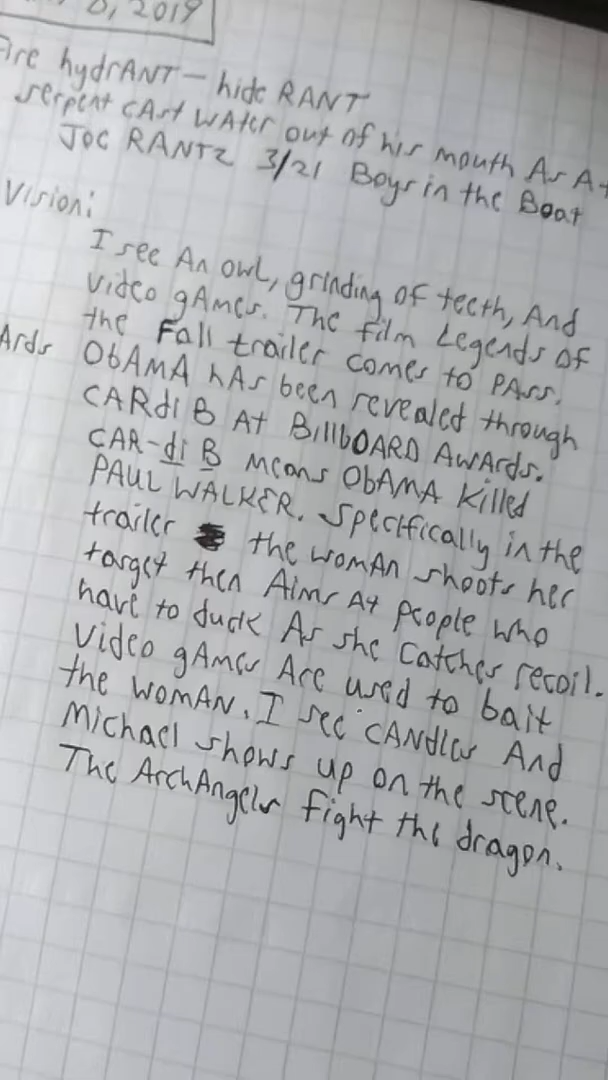 0, 2019
Fire hydrANT - hide RANT
serpent cAst WAter out of his mouth As A
JOE RANTZ 3/21 Boys in the Boat
Vision:
I see An owl, grinding of teeth, And
Video gAmes. The film Legends of
the Fall trailer comes to PAss.
Ards ObAMA hAs been revealed through
CARdi B At BillbOARD AwArds.
CAR-di B means ObAMA Killed
PAUL WALKER. Specifically in the
trailer the womAn shoots her
target then Aims At people who
have to duck As she catches recoil.
Video gAmes Are used to bait
the womAN. I see cANdles And
Michael shows up on the scene.
The ArchAngels fight the dragon.